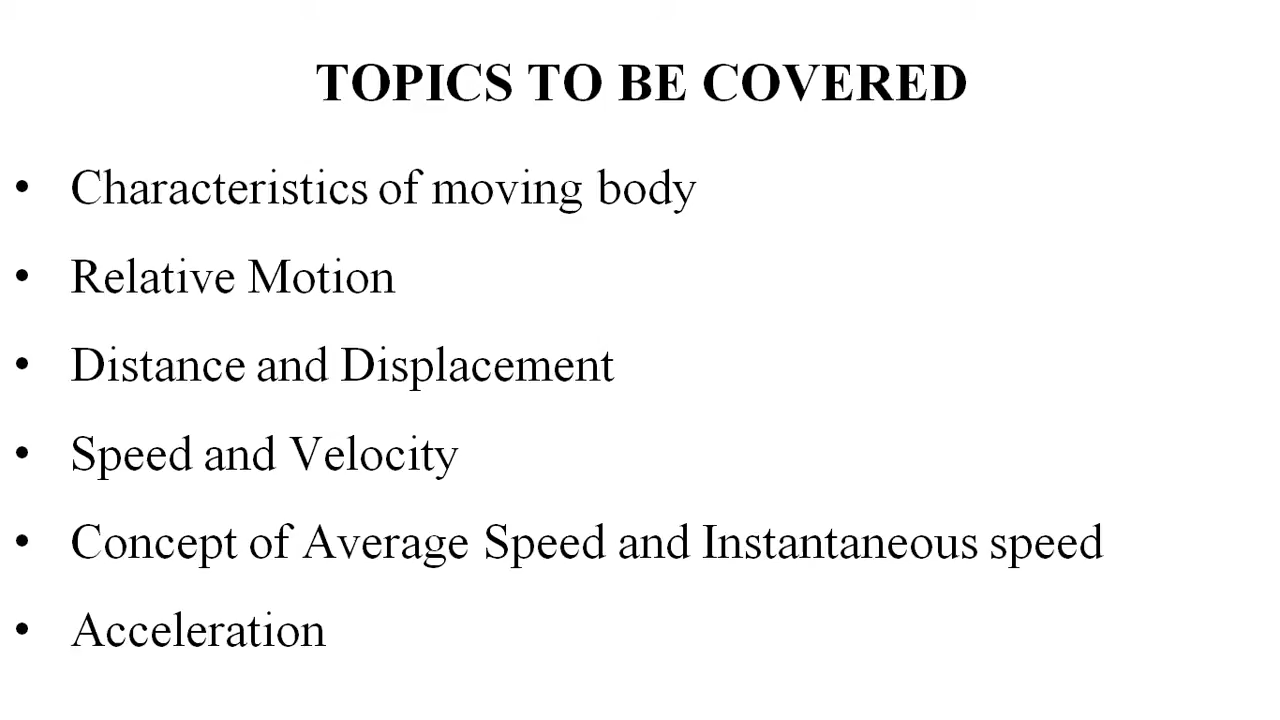 TOPICS TO BE COVERED
• Characteristics of moving body
• Relative Motion
• Distance and Displacement
• Speed and Velocity
• Concept of Average Speed and Instantaneous speed
• Acceleration